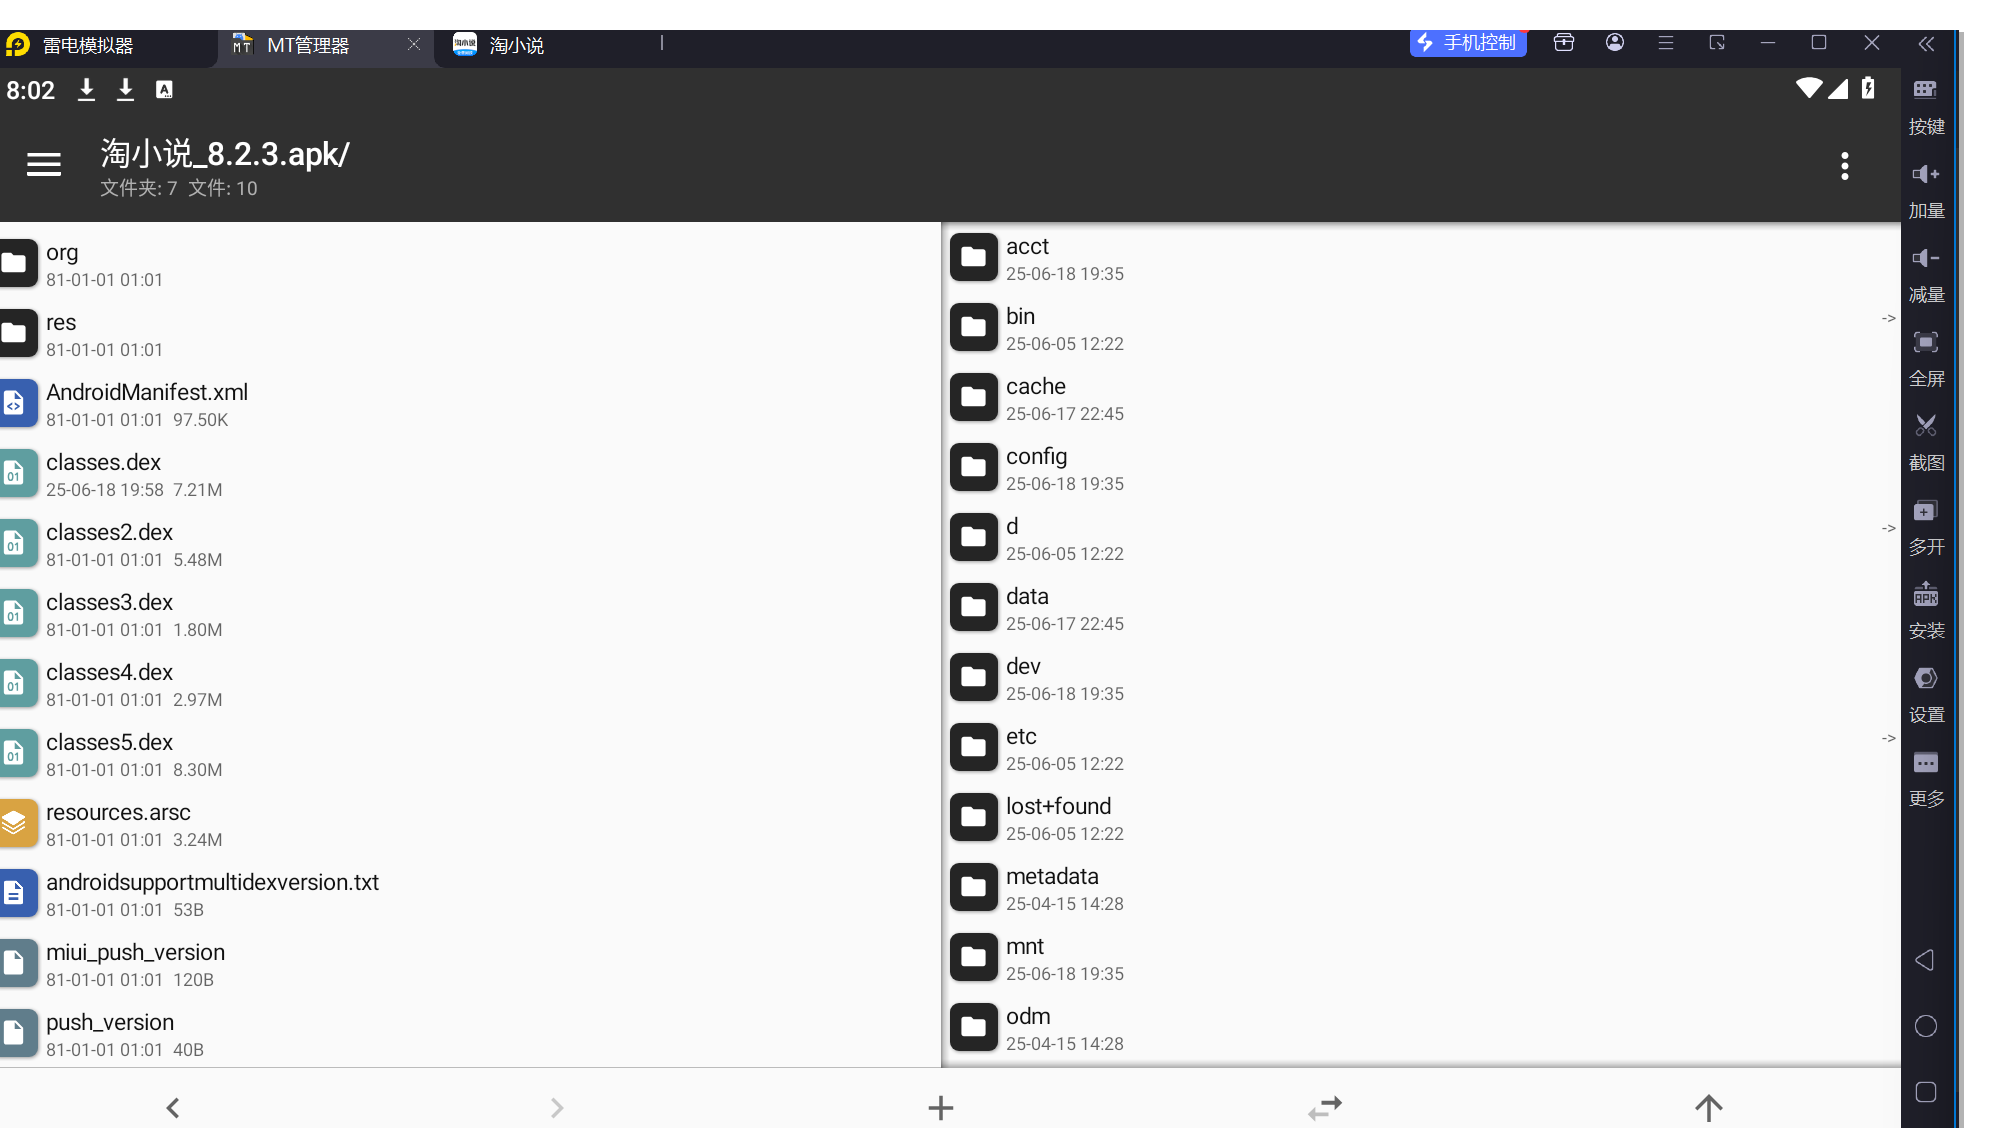 雷电模拟器
MT管理器
淘小说
手机控制
8:02
淘小说_8.2.3.apk/
文件夹: 7 文件: 10
org
81-01-01 01:01
res
81-01-01 01:01
AndroidManifest.xml
81-01-01 01:01 97.50K
classes.dex
25-06-18 19:58 7.21M
classes2.dex
81-01-01 01:01 5.48M
classes3.dex
81-01-01 01:01 1.80M
classes4.dex
81-01-01 01:01 2.97M
classes5.dex
81-01-01 01:01 8.30M
resources.arsc
81-01-01 01:01 3.24M
androidsupportmultidexversion.txt
81-01-01 01:01 53B
miui_push_version
81-01-01 01:01 120B
push_version
81-01-01 01:01 40B
acct
25-06-18 19:35
bin
25-06-05 12:22
->
cache
25-06-17 22:45
config
25-06-18 19:35
d
25-06-05 12:22
->
data
25-06-17 22:45
dev
25-06-18 19:35
etc
25-06-05 12:22
->
lost+found
25-06-05 12:22
metadata
25-04-15 14:28
mnt
25-06-18 19:35
odm
25-04-15 14:28
按键
加量
减量
全屏
截图
多开
安装
设置
更多